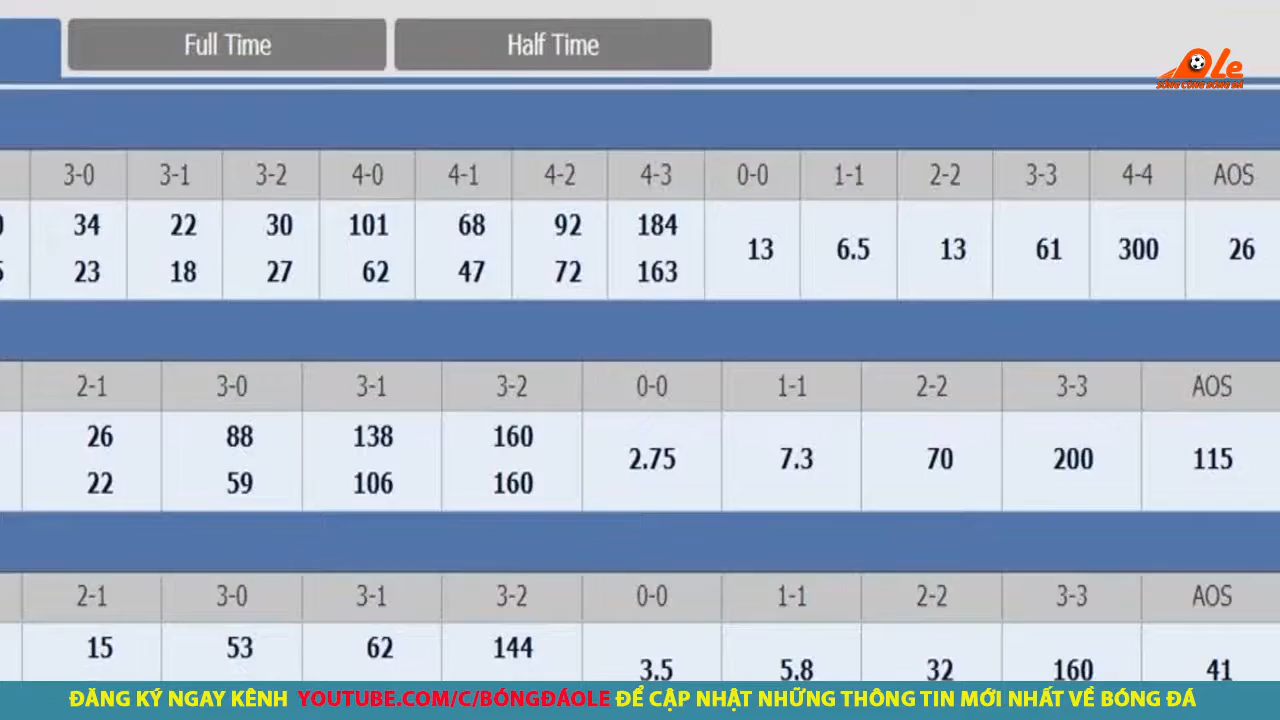 Full Time Half Time
Ole
SỐNG CÙNG BÓNG ĐÁ
3-0 3-1 3-2 4-0 4-1 4-2 4-3 0-0 1-1 2-2 3-3 4-4 AOS
34 22 30 101 68 92 184
13 6.5 13 61 300 26
23 18 27 62 47 72 163
2-1 3-0 3-1 3-2 0-0 1-1 2-2 3-3 AOS
26 88 138 160
2.75 7.3 70 200 115
22 59 106 160
2-1 3-0 3-1 3-2 0-0 1-1 2-2 3-3 AOS
15 53 62 144
3.5 5.8 32 160 41
ĐĂNG KÝ NGAY KÊNH YOUTUBE.COM/C/BÓNGĐÁOLE ĐỂ CẬP NHẬT NHỮNG THÔNG TIN MỚI NHẤT VỀ BÓNG ĐÁ